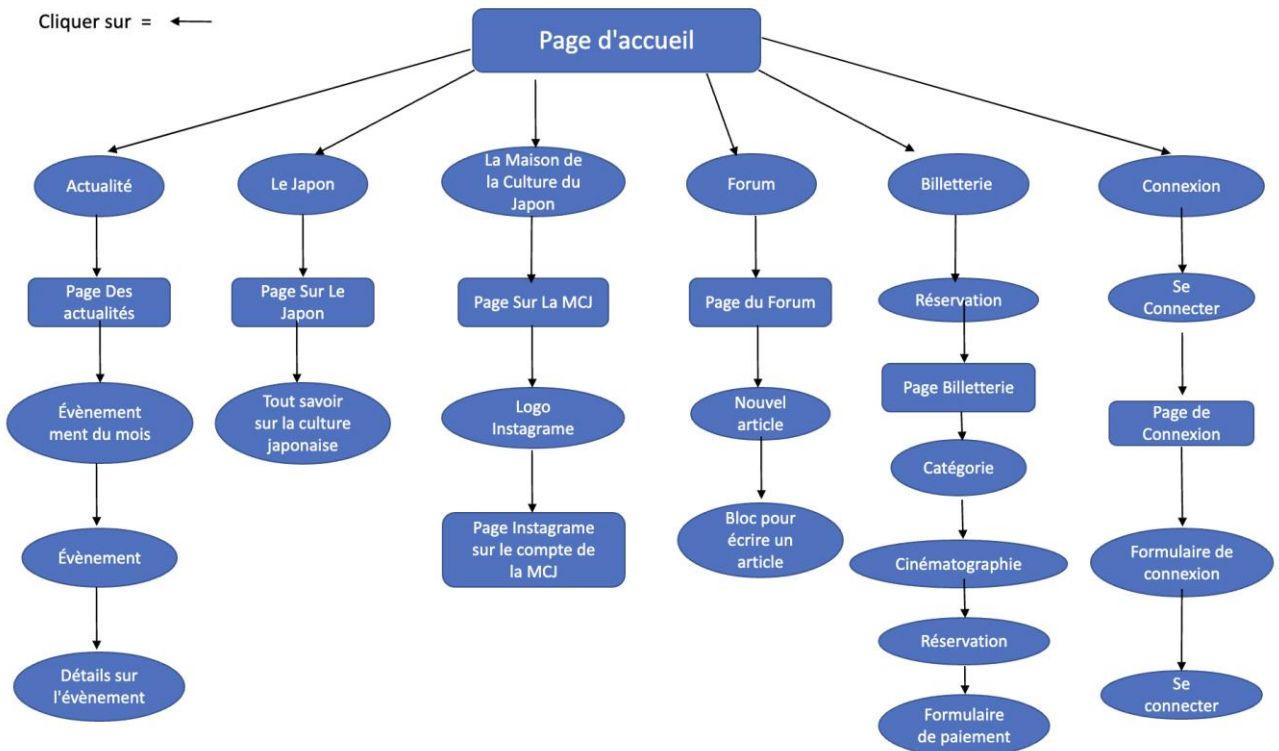 Cliquer sur =
Page d'accueil
Actualité
Le Japon
La Maison de
la Culture du
Japon
Forum
Billetterie
Connexion
Page Des
actualités
Page Sur Le
Japon
Page Sur La MCJ
Page du Forum
Réservation
Se
Connecter
Évènement
ment du mois
Tout savoir
sur la culture
japonaise
Logo
Instagrame
Nouvel
article
Page Billetterie
Page de
Connexion
Catégorie
Évènement
Page Instagrame
sur le compte de
la MCJ
Bloc pour
écrire un
article
Cinématographie
Formulaire de
connexion
Réservation
Détails sur
l'évènement
Formulaire
de paiement
Se
connecter